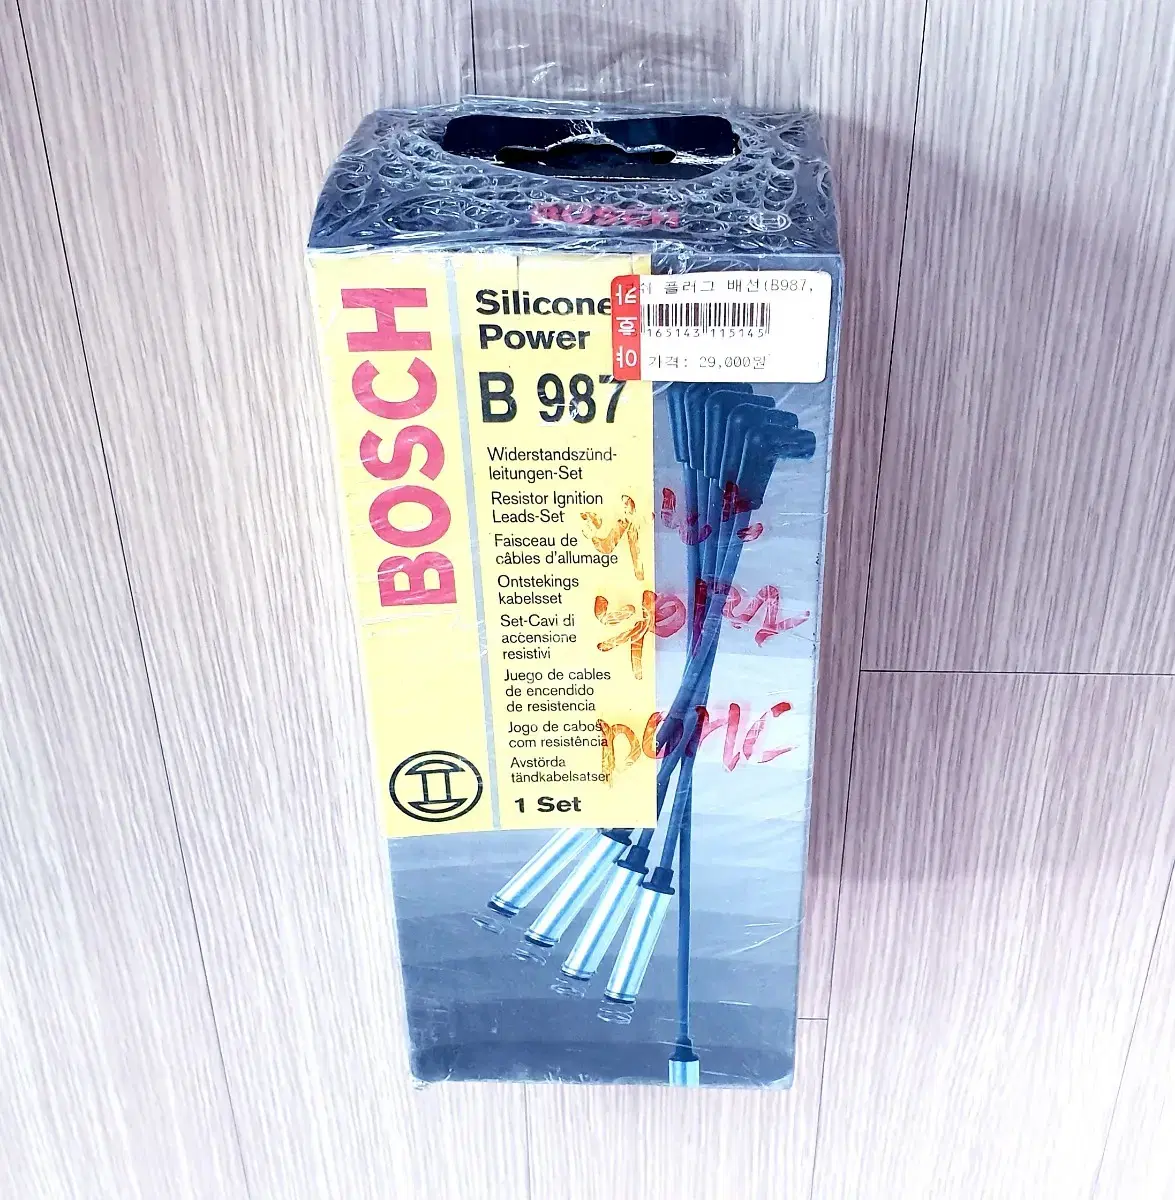 BOSCH
BOSCH
Silicone
Power
B 987
Widerstandszünd-
leitungen-Set
Resistor Ignition
Leads-Set
Faisceau de
câbles d'allumage
Ontstekings
kabelsset
Set-Cavi di
accensione
resistivi
Juego de cables
de encendido
de resistencia
Jogo de cabos
com resistência
Avstörda
tändkabelsatser
1 Set
플러그 배선(B987,
165143 115145
가격: 29,000원
DOHC